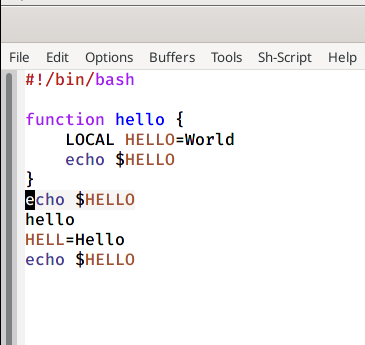 File Edit Options Buffers Tools Sh-Script Help
#!/bin/bash
function hello {
    LOCAL HELLO=World
    echo $HELLO
}
echo $HELLO
hello
HELL=Hello
echo $HELLO